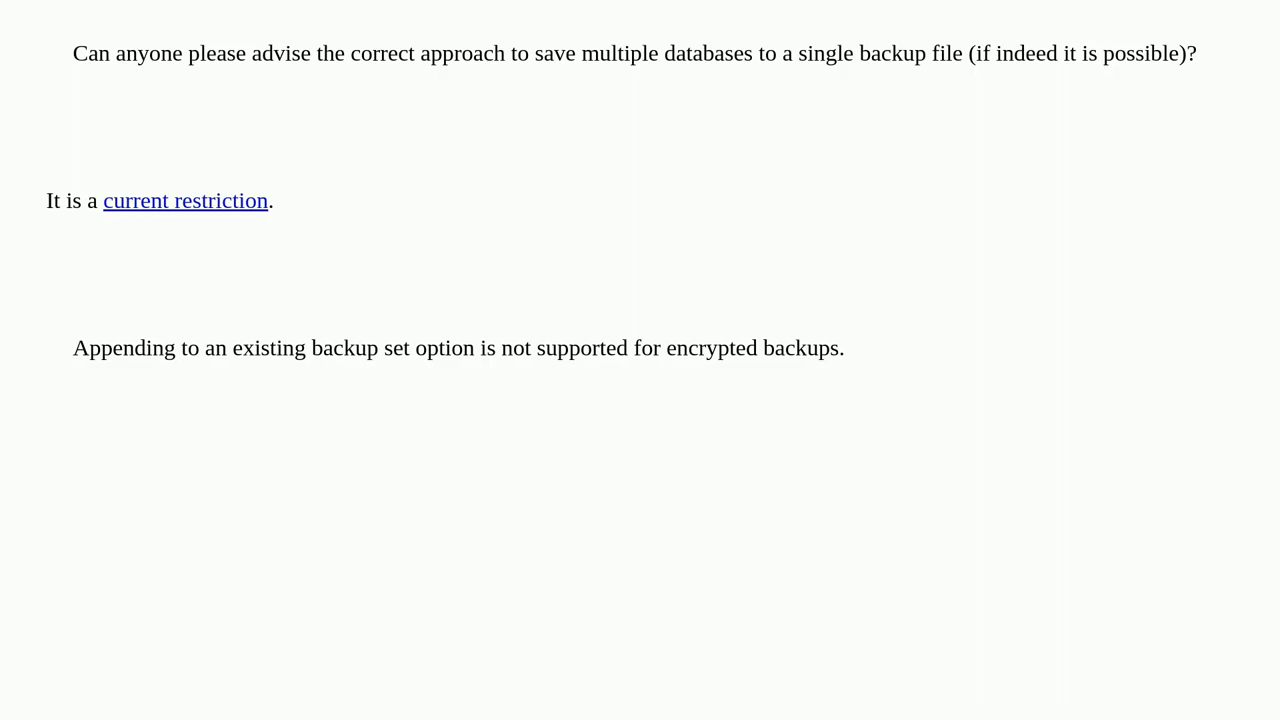 Can anyone please advise the correct approach to save multiple databases to a single backup file (if indeed it is possible)?
It is a current restriction.
Appending to an existing backup set option is not supported for encrypted backups.